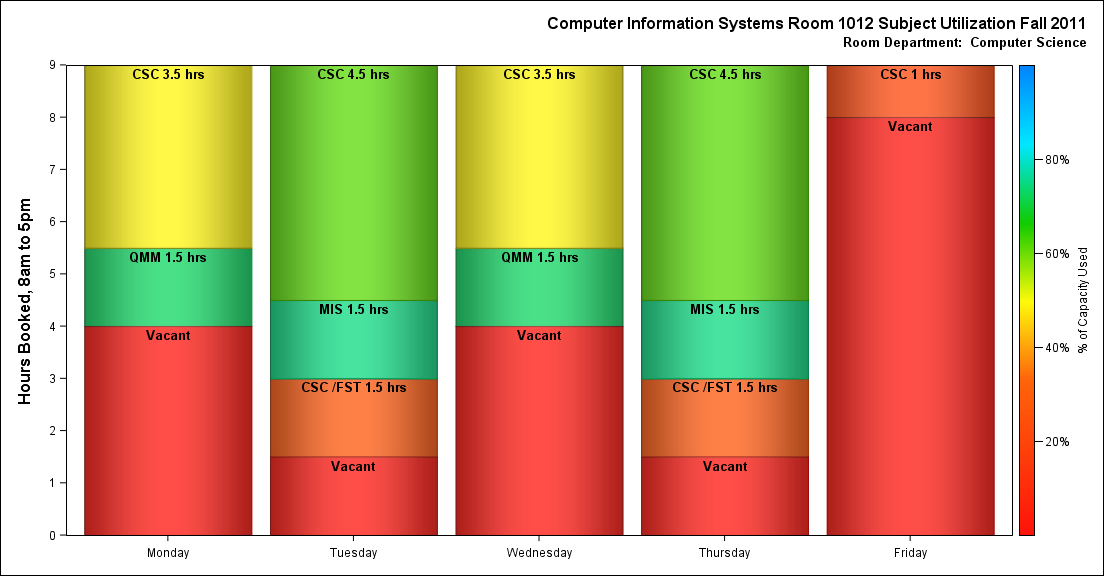 Computer Information Systems Room 1012 Subject Utilization Fall 2011
Room Department:  Computer Science
Hours Booked, 8am to 5pm
9
8
7
6
5
4
3
2
1
0
CSC 3.5 hrs
QMM 1.5 hrs
Vacant
CSC 4.5 hrs
MIS 1.5 hrs
CSC /FST 1.5 hrs
Vacant
CSC 3.5 hrs
QMM 1.5 hrs
Vacant
CSC 4.5 hrs
MIS 1.5 hrs
CSC /FST 1.5 hrs
Vacant
CSC 1 hrs
Vacant
Monday
Tuesday
Wednesday
Thursday
Friday
80%
60%
40%
20%
% of Capacity Used